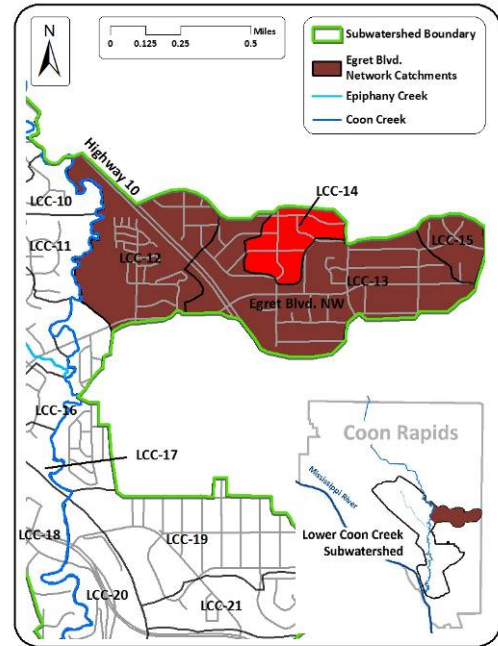 N
Miles
0 0.125 0.25 0.5
Subwatershed Boundary
Egret Blvd.
Network Catchments
Epiphany Creek
Coon Creek
Highway 10
LCC-14
LCC-10
LCC-11
LCC-12
LCC-15
LCC-13
Egret Blvd. NW
LCC-16
LCC-17
LCC-18
LCC-19
LCC-20
LCC-21
Coon Rapids
Mississippi River
Lower Coon Creek
Subwatershed